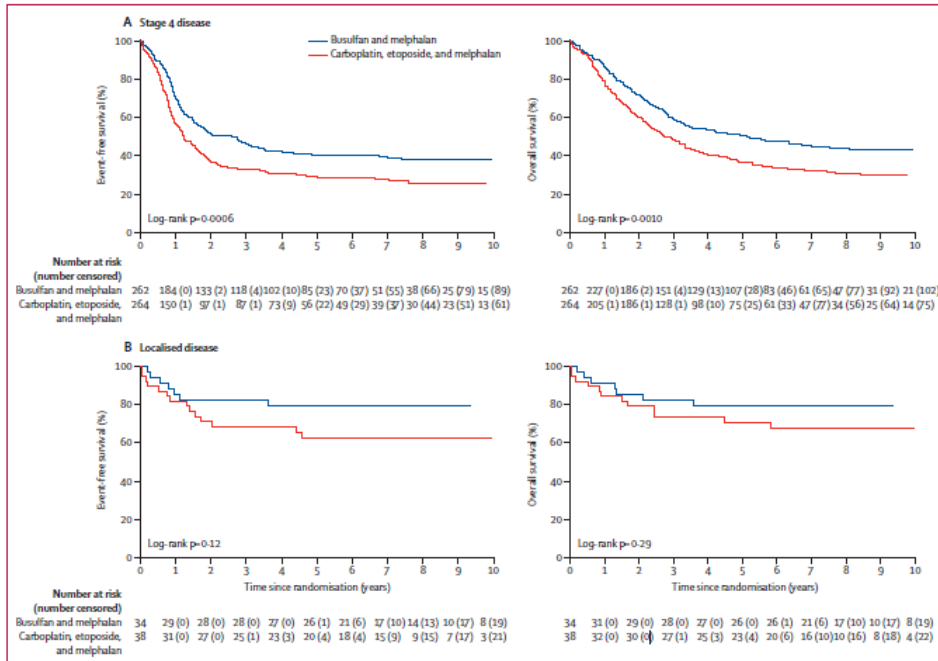 A Stage 4 disease
Busulfan and melphalan
Carboplatin, etoposide, and melphalan
100
80
60
40
20
0
Event-free survival (%)
Log-rank p=0·0006
0 1 2 3 4 5 6 7 8 9 10
100
80
60
40
20
0
Overall survival (%)
Log-rank p=0·0010
0 1 2 3 4 5 6 7 8 9 10
Number at risk
(number censored)
Busulfan and melphalan 262 184 (0) 133 (2) 118 (4) 102 (10) 85 (23) 70 (37) 51 (55) 38 (66) 25 (79) 15 (89) 262 227 (0) 186 (2) 151 (4) 129 (13) 107 (28) 83 (46) 61 (65) 47 (77) 31 (92) 21 (102)
Carboplatin, etoposide, 264 150 (1) 97 (1) 87 (1) 73 (9) 56 (22) 49 (29) 39 (37) 30 (44) 23 (51) 13 (61) 264 205 (1) 186 (1) 128 (1) 98 (10) 75 (25) 61 (33) 47 (77) 34 (56) 25 (64) 14 (75)
and melphalan
B Localised disease
100
80
60
40
20
0
Event-free survival (%)
Log-rank p=0·12
0 1 2 3 4 5 6 7 8 9 10
Time since randomisation (years)
100
80
60
40
20
0
Overall survival (%)
Log-rank p=0·29
0 1 2 3 4 5 6 7 8 9 10
Time since randomisation (years)
Number at risk
(number censored)
Busulfan and melphalan 34 29 (0) 28 (0) 28 (0) 27 (0) 26 (1) 21 (6) 17 (10) 14 (13) 10 (17) 8 (19) 34 31 (0) 29 (0) 28 (0) 27 (0) 26 (0) 26 (1) 21 (6) 17 (10) 10 (17) 8 (19)
Carboplatin, etoposide, 38 31 (0) 27 (0) 25 (1) 23 (3) 20 (4) 18 (4) 15 (9) 9 (15) 7 (17) 3 (21) 38 32 (0) 30 (0) 27 (1) 25 (3) 23 (4) 20 (6) 16 (10) 10 (16) 8 (18) 4 (22)
and melphalan